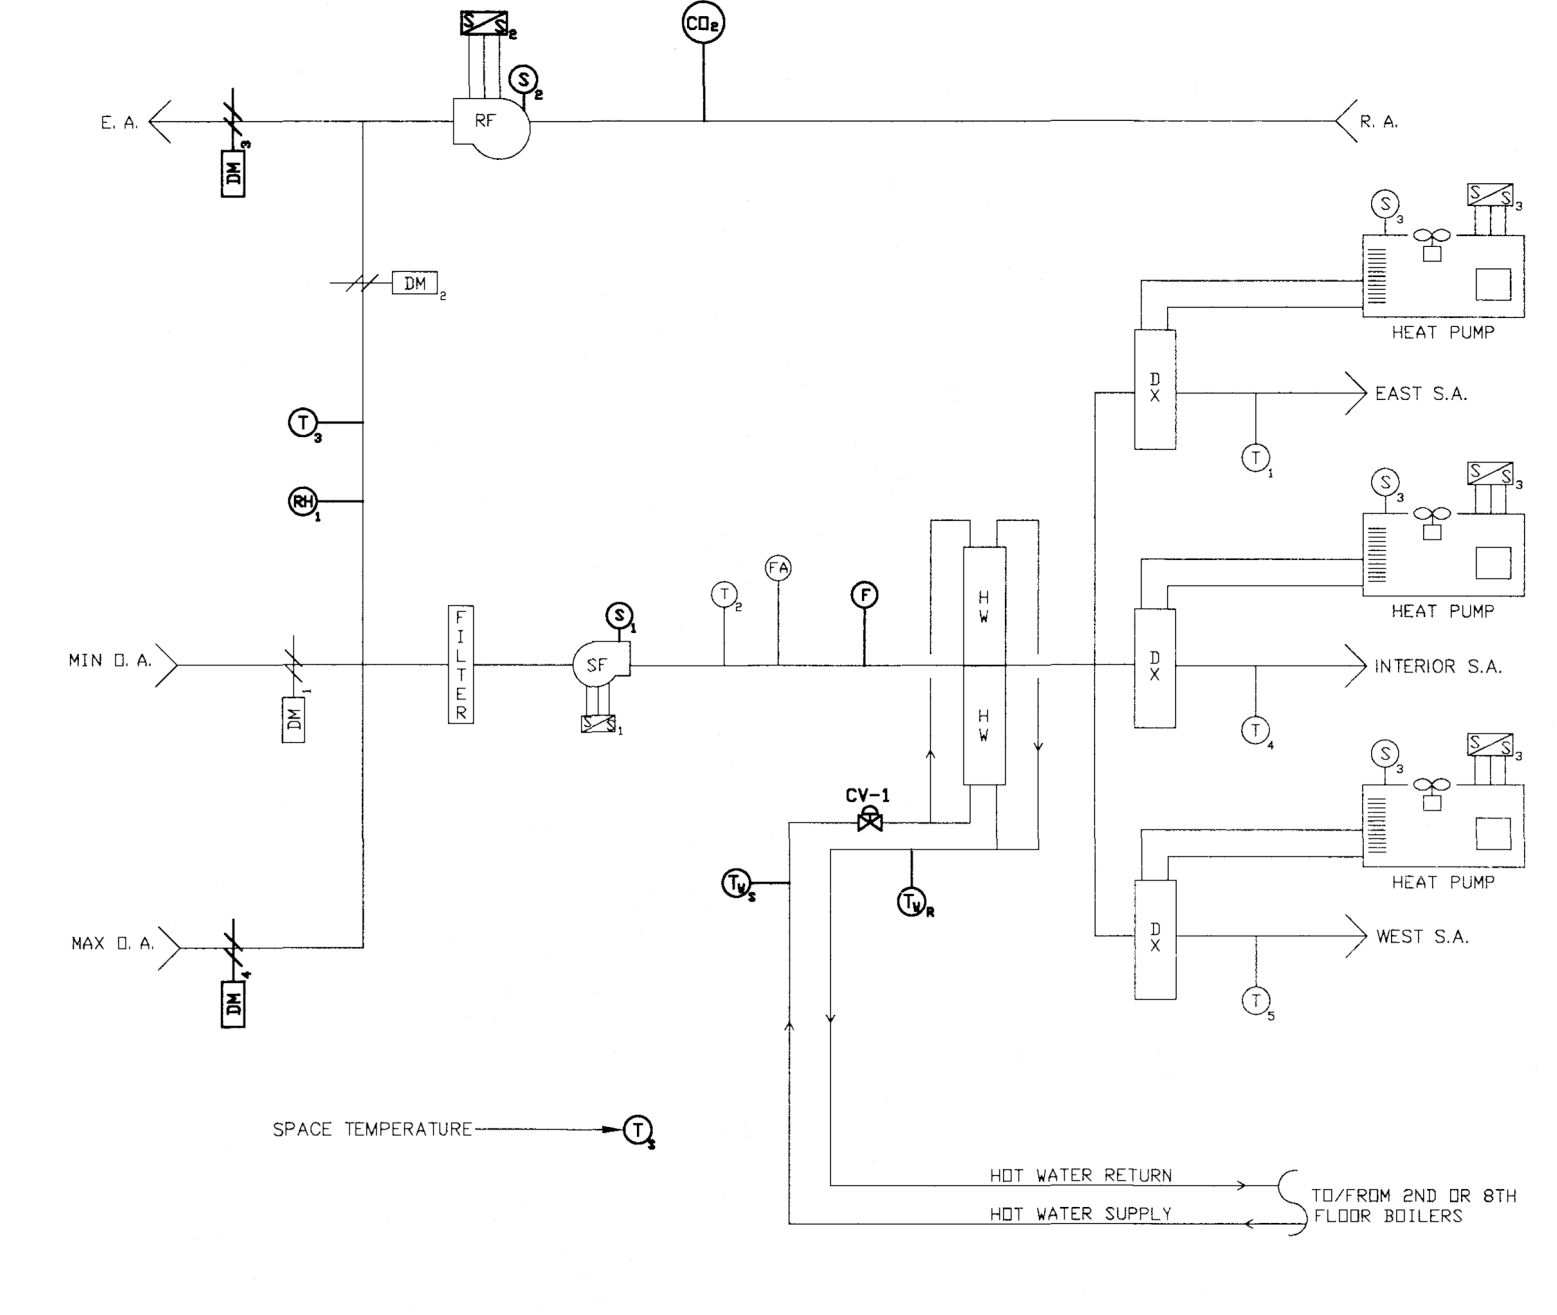 S S 2
CO2
S 2
RF
E. A.
R. A.
DM 3
S 3
S S 3
DM 2
HEAT PUMP
D
X
EAST S.A.
T 3
T 1
S 3
S S 3
RH 1
FA
T 2
F
H
W
HEAT PUMP
FILTER
S 1
SF
MIN O. A.
DM 1
S S 1
D
X
INTERIOR S.A.
H
W
T 4
S 3
S S 3
CV-1
TW S
TW R
HEAT PUMP
MAX O. A.
DM 4
D
X
WEST S.A.
T 5
SPACE TEMPERATURE
T S
HOT WATER RETURN
HOT WATER SUPPLY
TO/FROM 2ND OR 8TH
FLOOR BOILERS